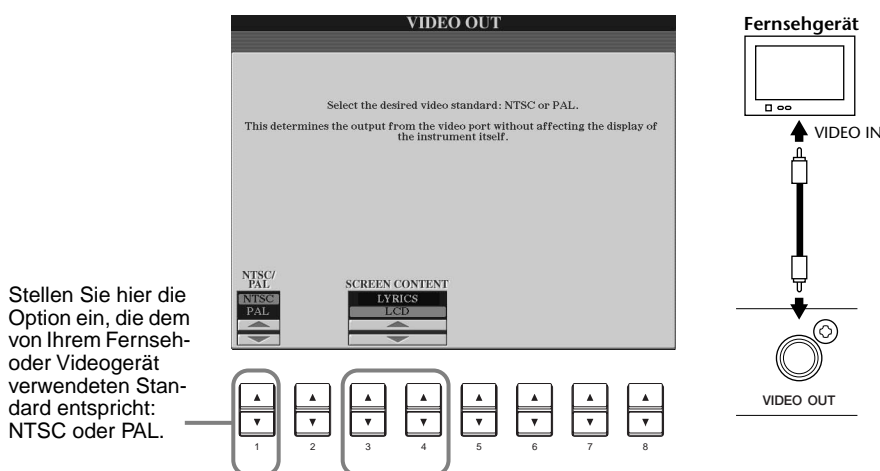 VIDEO OUT
Select the desired video standard: NTSC or PAL.
This determines the output from the video port without affecting the display of
the instrument itself.
NTSC/
PAL
NTSC
PAL
SCREEN CONTENT
LYRICS
LCD
Stellen Sie hier die
Option ein, die dem
von Ihrem Fernseh-
oder Videogerät
verwendeten Stan-
dard entspricht:
NTSC oder PAL.
1 2 3 4 5 6 7 8
Fernsehgerät
VIDEO IN
VIDEO OUT